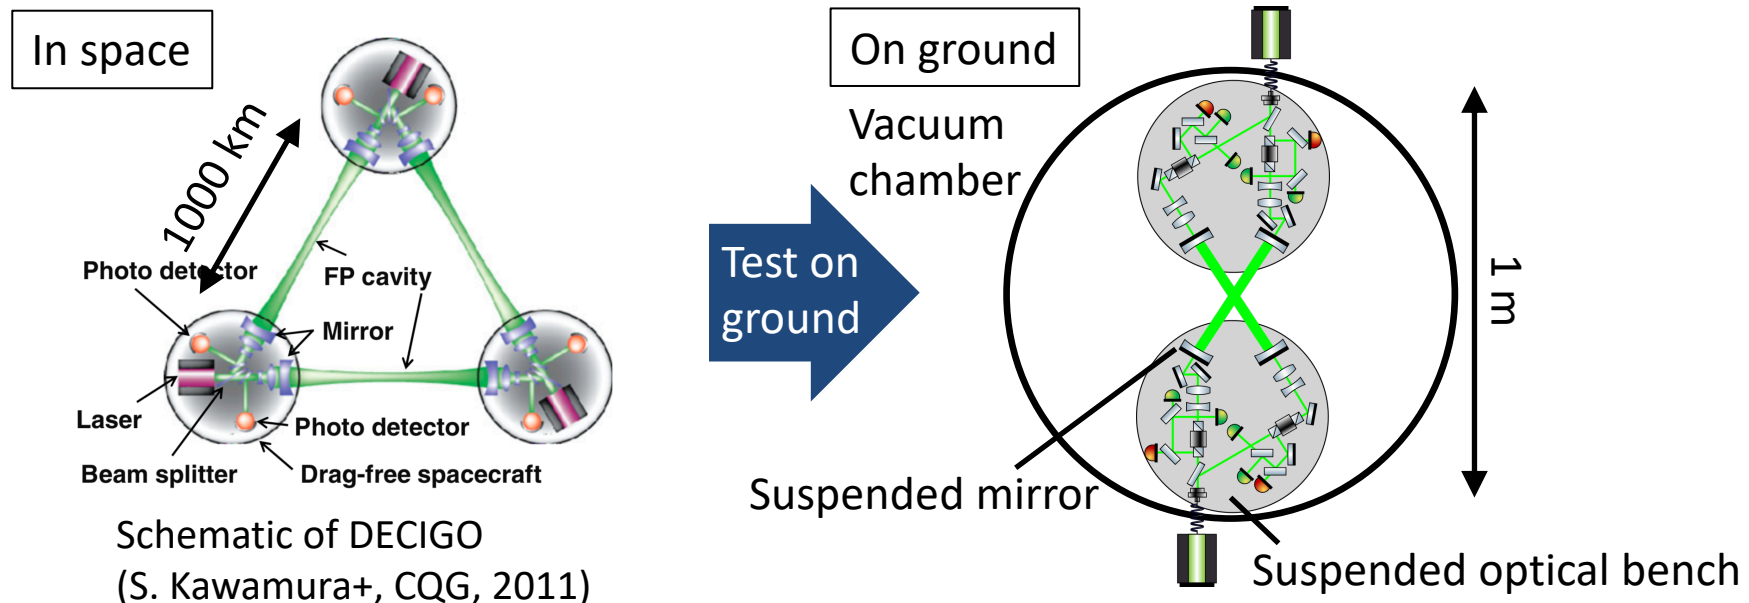 In space
1000 km
Photo detector
FP cavity
Mirror
Laser
Photo detector
Beam splitter
Drag-free spacecraft
Schematic of DECIGO
(S. Kawamura+, CQG, 2011)
Test on
ground
On ground
Vacuum
chamber
1 m
Suspended mirror
Suspended optical bench